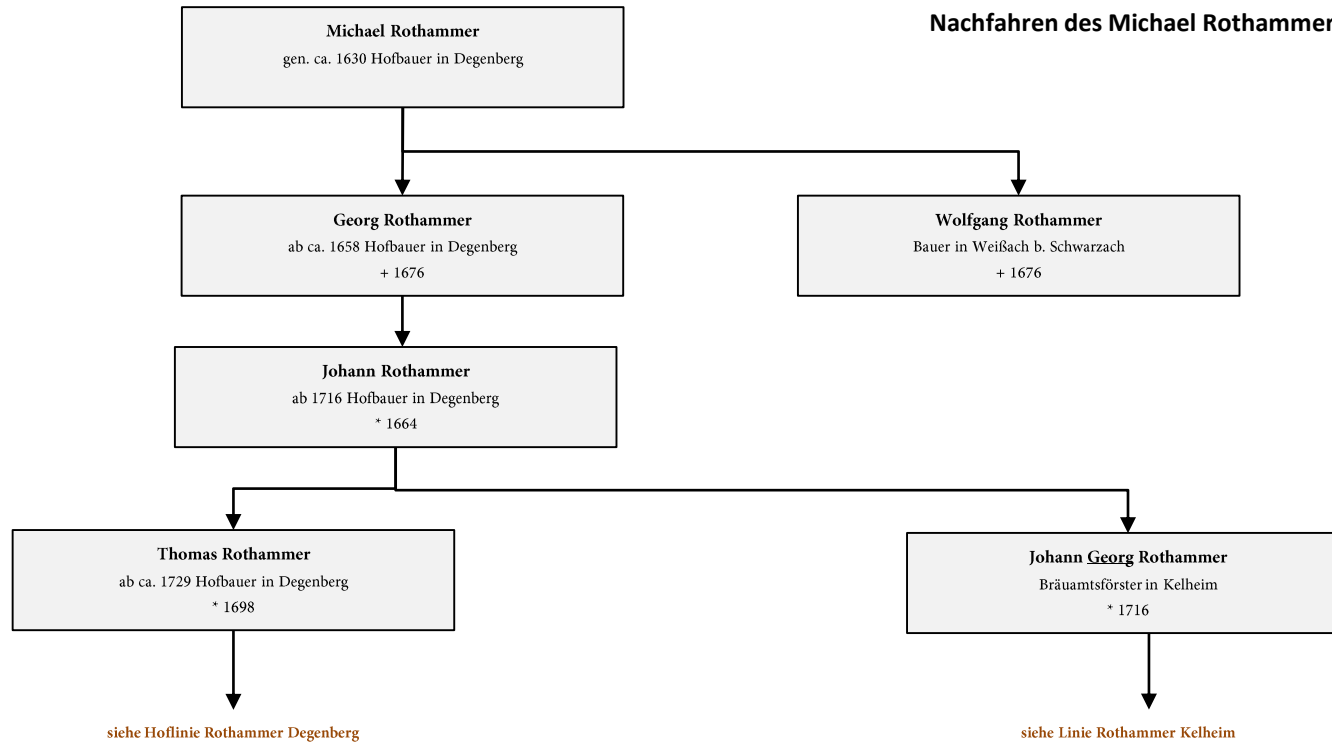 Nachfahren des Michael Rothammer
Michael Rothammer
gen. ca. 1630 Hofbauer in Degenberg
Georg Rothammer
ab ca. 1658 Hofbauer in Degenberg
+ 1676
Wolfgang Rothammer
Bauer in Weißach b. Schwarzach
+ 1676
Johann Rothammer
ab 1716 Hofbauer in Degenberg
* 1664
Thomas Rothammer
ab ca. 1729 Hofbauer in Degenberg
* 1698
Johann Georg Rothammer
Bräuamtsförster in Kelheim
* 1716
siehe Hoflinie Rothammer Degenberg
siehe Linie Rothammer Kelheim